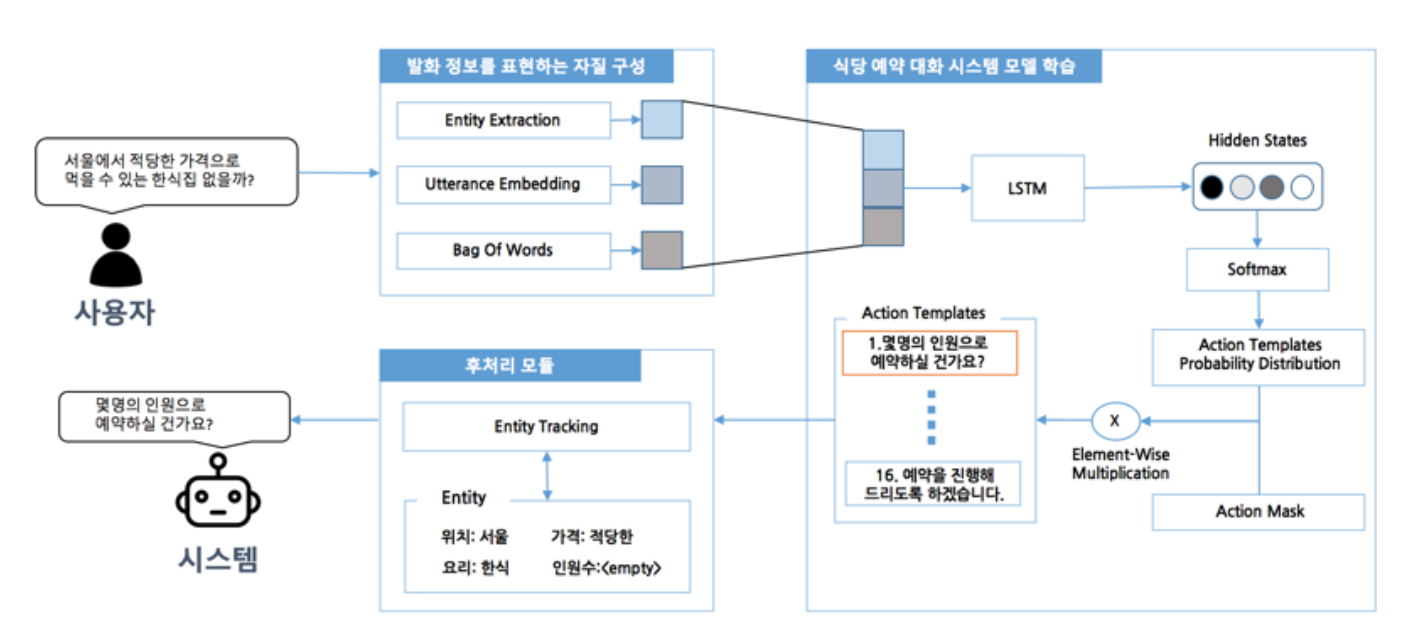 발화 정보를 표현하는 자질 구성
Entity Extraction
Utterance Embedding
Bag Of Words
서울에서 적당한 가격으로
먹을 수 있는 한식집 없을까?
사용자
식당 예약 대화 시스템 모델 학습
LSTM
Hidden States
Softmax
Action Templates
Probability Distribution
X
Element-Wise
Multiplication
Action Mask
Action Templates
1.몇명의 인원으로
예약하실 건가요?
16. 예약을 진행해
드리도록 하겠습니다.
후처리 모듈
Entity Tracking
Entity
위치: 서울 가격: 적당한
요리: 한식 인원수:<empty>
몇명의 인원으로
예약하실 건가요?
시스템